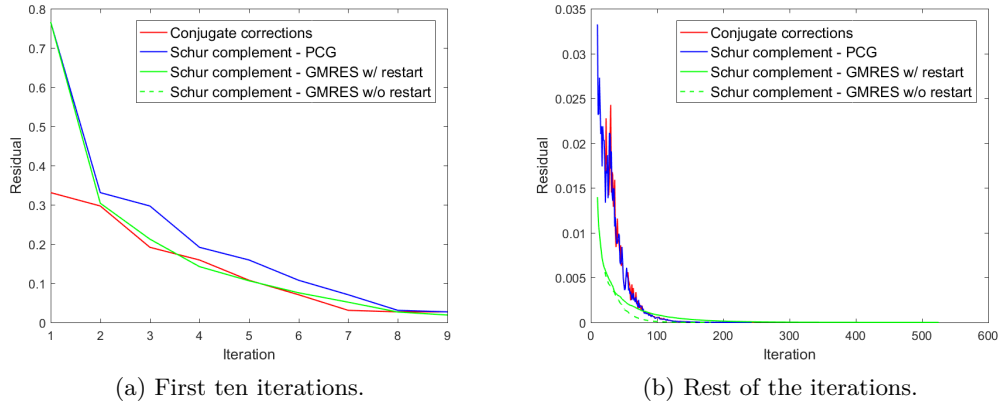 0.8
0.7
0.6
0.5
0.4
0.3
0.2
0.1
0
Residual
Conjugate corrections
Schur complement - PCG
Schur complement - GMRES w/ restart
Schur complement - GMRES w/o restart
1 2 3 4 5 6 7 8 9
Iteration
(a) First ten iterations.
0.035
0.03
0.025
0.02
0.015
0.01
0.005
0
Residual
Conjugate corrections
Schur complement - PCG
Schur complement - GMRES w/ restart
Schur complement - GMRES w/o restart
0 100 200 300 400 500 600
Iteration
(b) Rest of the iterations.